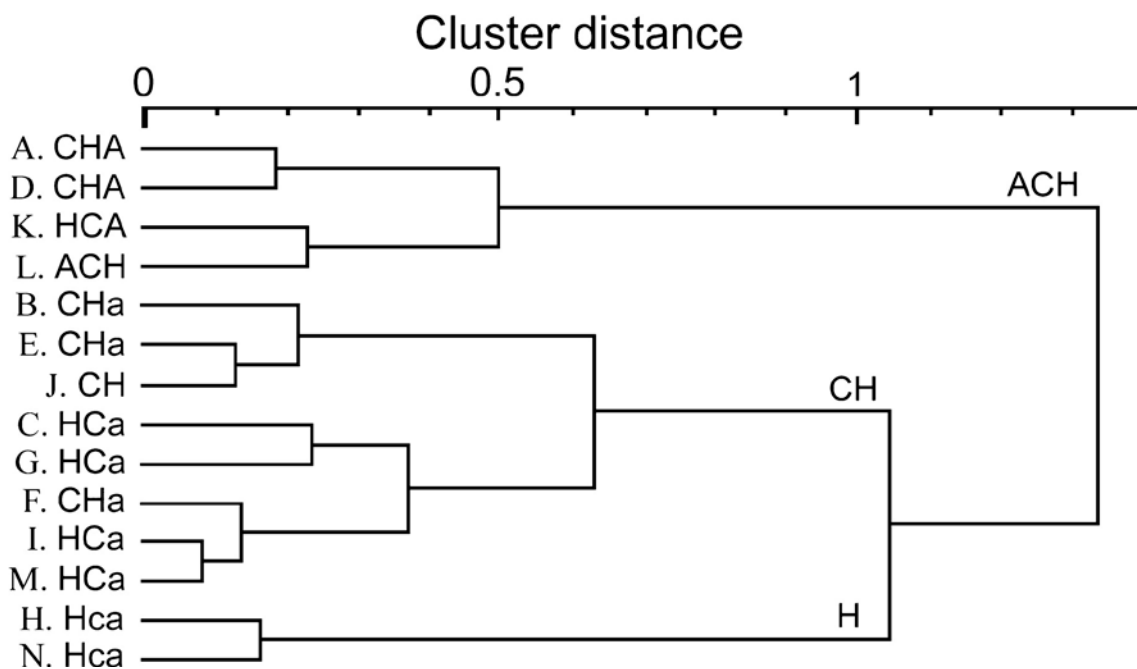 Cluster distance
0 0.5 1
A. CHA
D. CHA
ACH
K. HCA
L. ACH
B. CHa
E. CHa
J. CH
CH
C. HCa
G. HCa
F. CHa
I. HCa
M. HCa
H. Hca
H
N. Hca